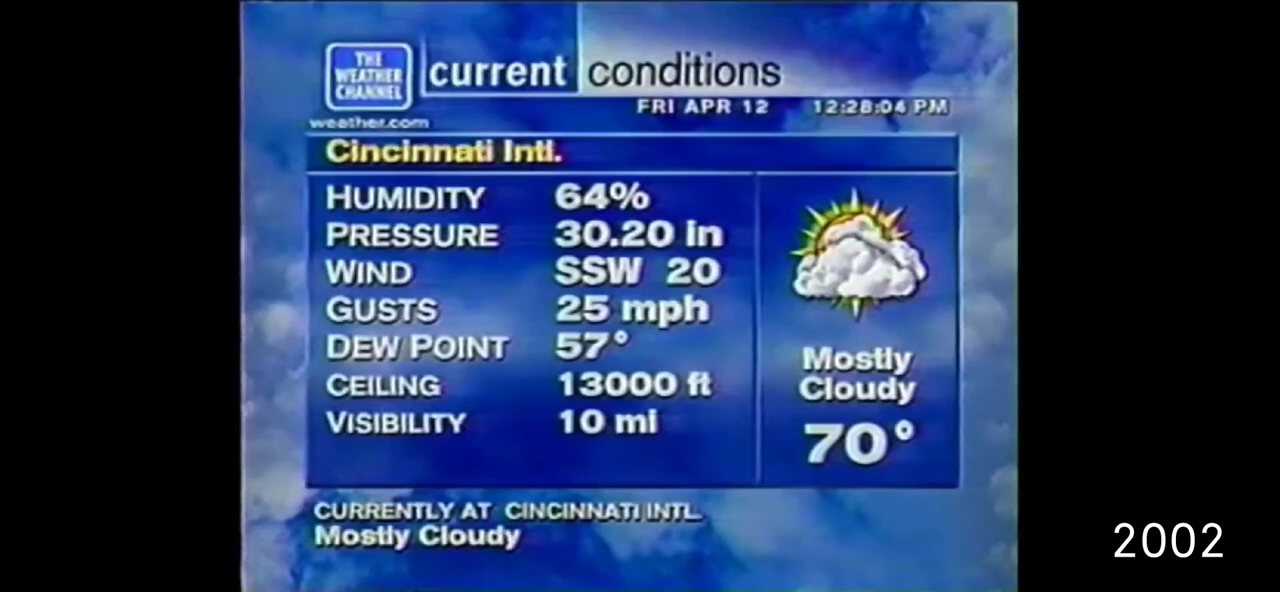 THE
WEATHER
CHANNEL
current conditions
weather.com
FRI APR 12 12:28:04 PM
Cincinnati Intl.
HUMIDITY 64%
PRESSURE 30.20 in
WIND SSW 20
GUSTS 25 mph
DEW POINT 57°
CEILING 13000 ft
VISIBILITY 10 mi
Mostly
Cloudy
70°
CURRENTLY AT CINCINNATI INTL.
Mostly Cloudy
2002